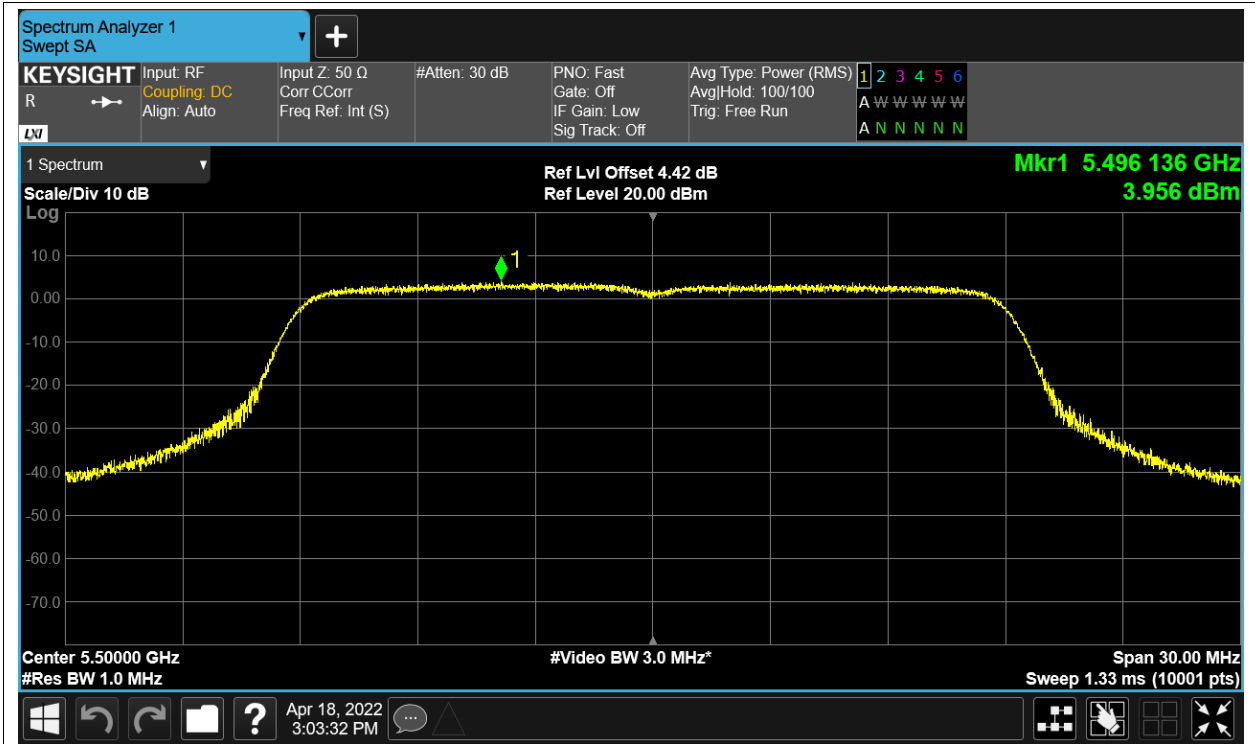 Spectrum Analyzer 1
Swept SA
+
KEYSIGHT
R
LXI
Input: RF
Coupling: DC
Align: Auto
Input Z: 50 Ω
Corr CCorr
Freq Ref: Int (S)
#Atten: 30 dB
PNO: Fast
Gate: Off
IF Gain: Low
Sig Track: Off
Avg Type: Power (RMS)
Avg|Hold: 100/100
Trig: Free Run
1 2 3 4 5 6
A W W W W W
A N N N N N
1 Spectrum
Scale/Div 10 dB
Log
Ref Lvl Offset 4.42 dB
Ref Level 20.00 dBm
Mkr1 5.496 136 GHz
3.956 dBm
10.0
0.00
-10.0
-20.0
-30.0
-40.0
-50.0
-60.0
-70.0
1
Center 5.50000 GHz
#Res BW 1.0 MHz
#Video BW 3.0 MHz*
Span 30.00 MHz
Sweep 1.33 ms (10001 pts)
?
Apr 18, 2022
3:03:32 PM